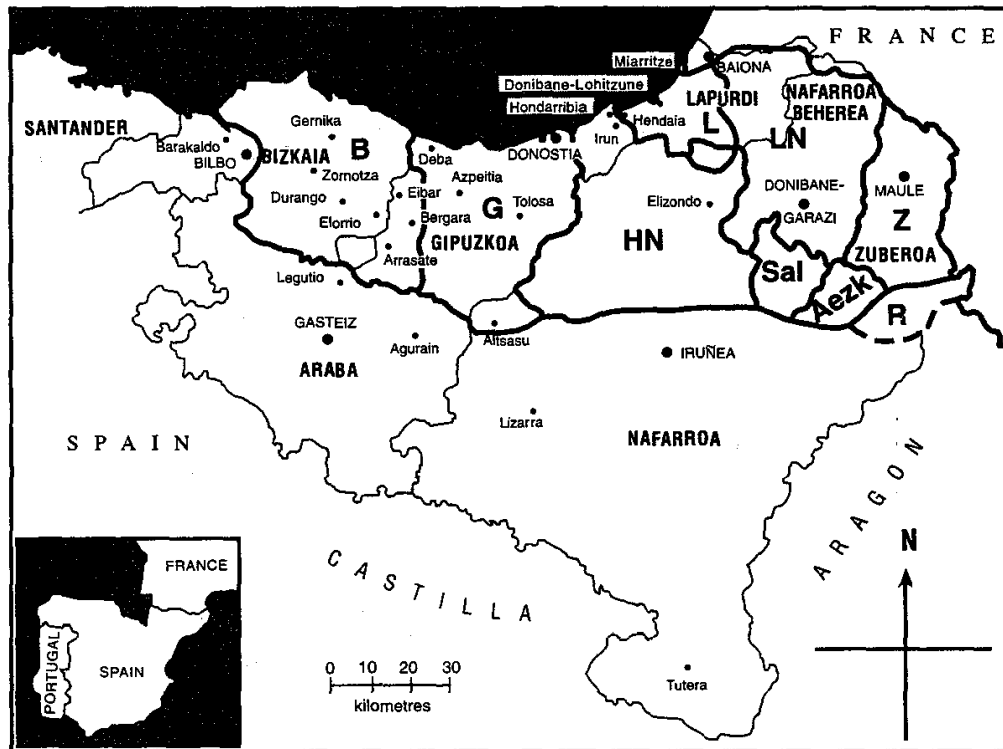 FRANCE
Miarritze
BAIONA
Donibane-Lohitzune
LAPURDI
NAFARROA
BEHEREA
SANTANDER
Hondarribia
Hendaia
L
LN
Gernika
Barakaldo
BIZKAIA
B
Irun
BILBO
Deba
DONOSTIA
Zornotza
Azpeitia
Durango
Eibar
G
Tolosa
Elizondo
DONIBANE-
GARAZI
MAULE
Z
ZUBEROA
Elorrio
Bergara
GIPUZKOA
HN
Arrasate
Legutio
Sal
Aezk
R
GASTEIZ
Agurain
Altsasu
ARABA
IRUÑEA
Lizarra
NAFARROA
SPAIN
ARAGON
CASTILLA
N
FRANCE
PORTUGAL
SPAIN
0 10 20 30
kilometres
Tutera